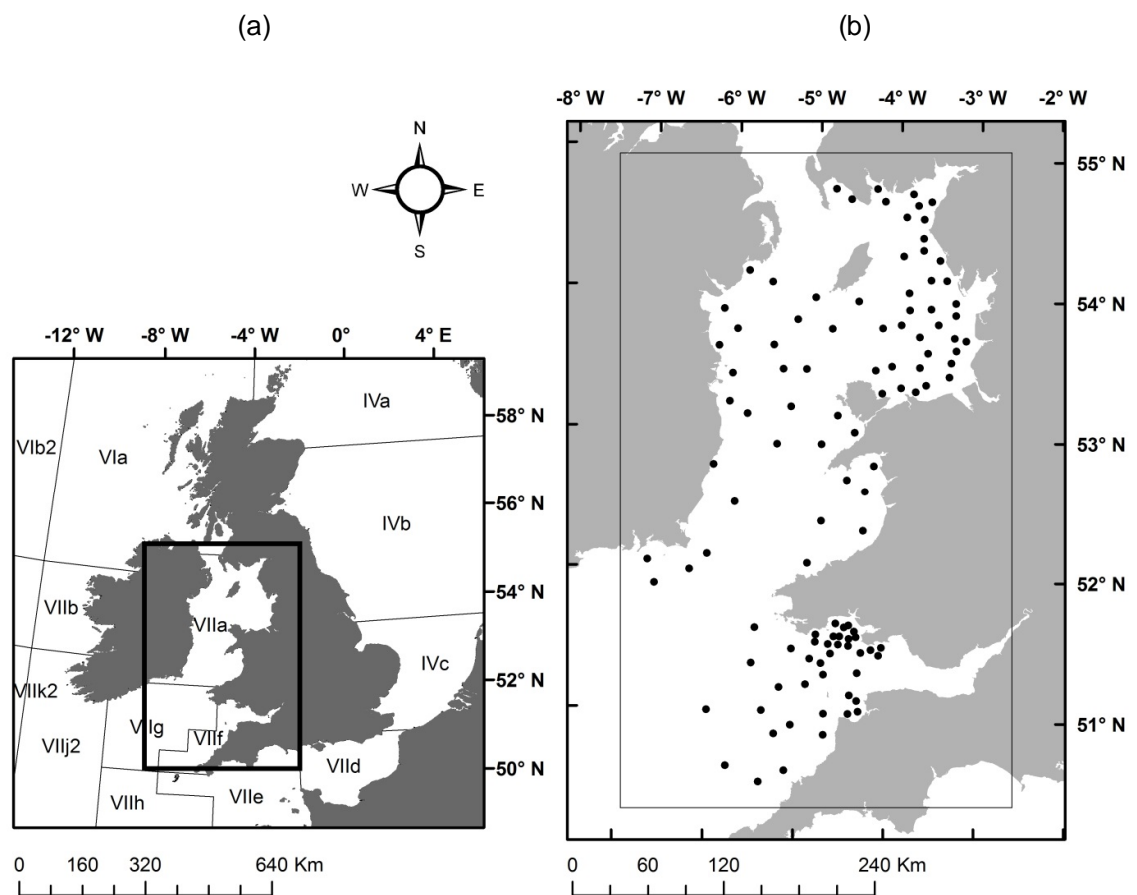 (a) (b)
-8° W -7° W -6° W -5° W -4° W -3° W -2° W
N
W E
S
55° N
54° N
53° N
52° N
51° N
-12° W -8° W -4° W 0° 4° E
58° N
56° N
54° N
52° N
50° N
IVa
VIb2
VIa
IVb
VIIb
VIIa
IVc
VIIk2
VIIg
VIIf
VIIj2
VIId
VIIh
VIIe
0 160 320 640 Km
0 60 120 240 Km